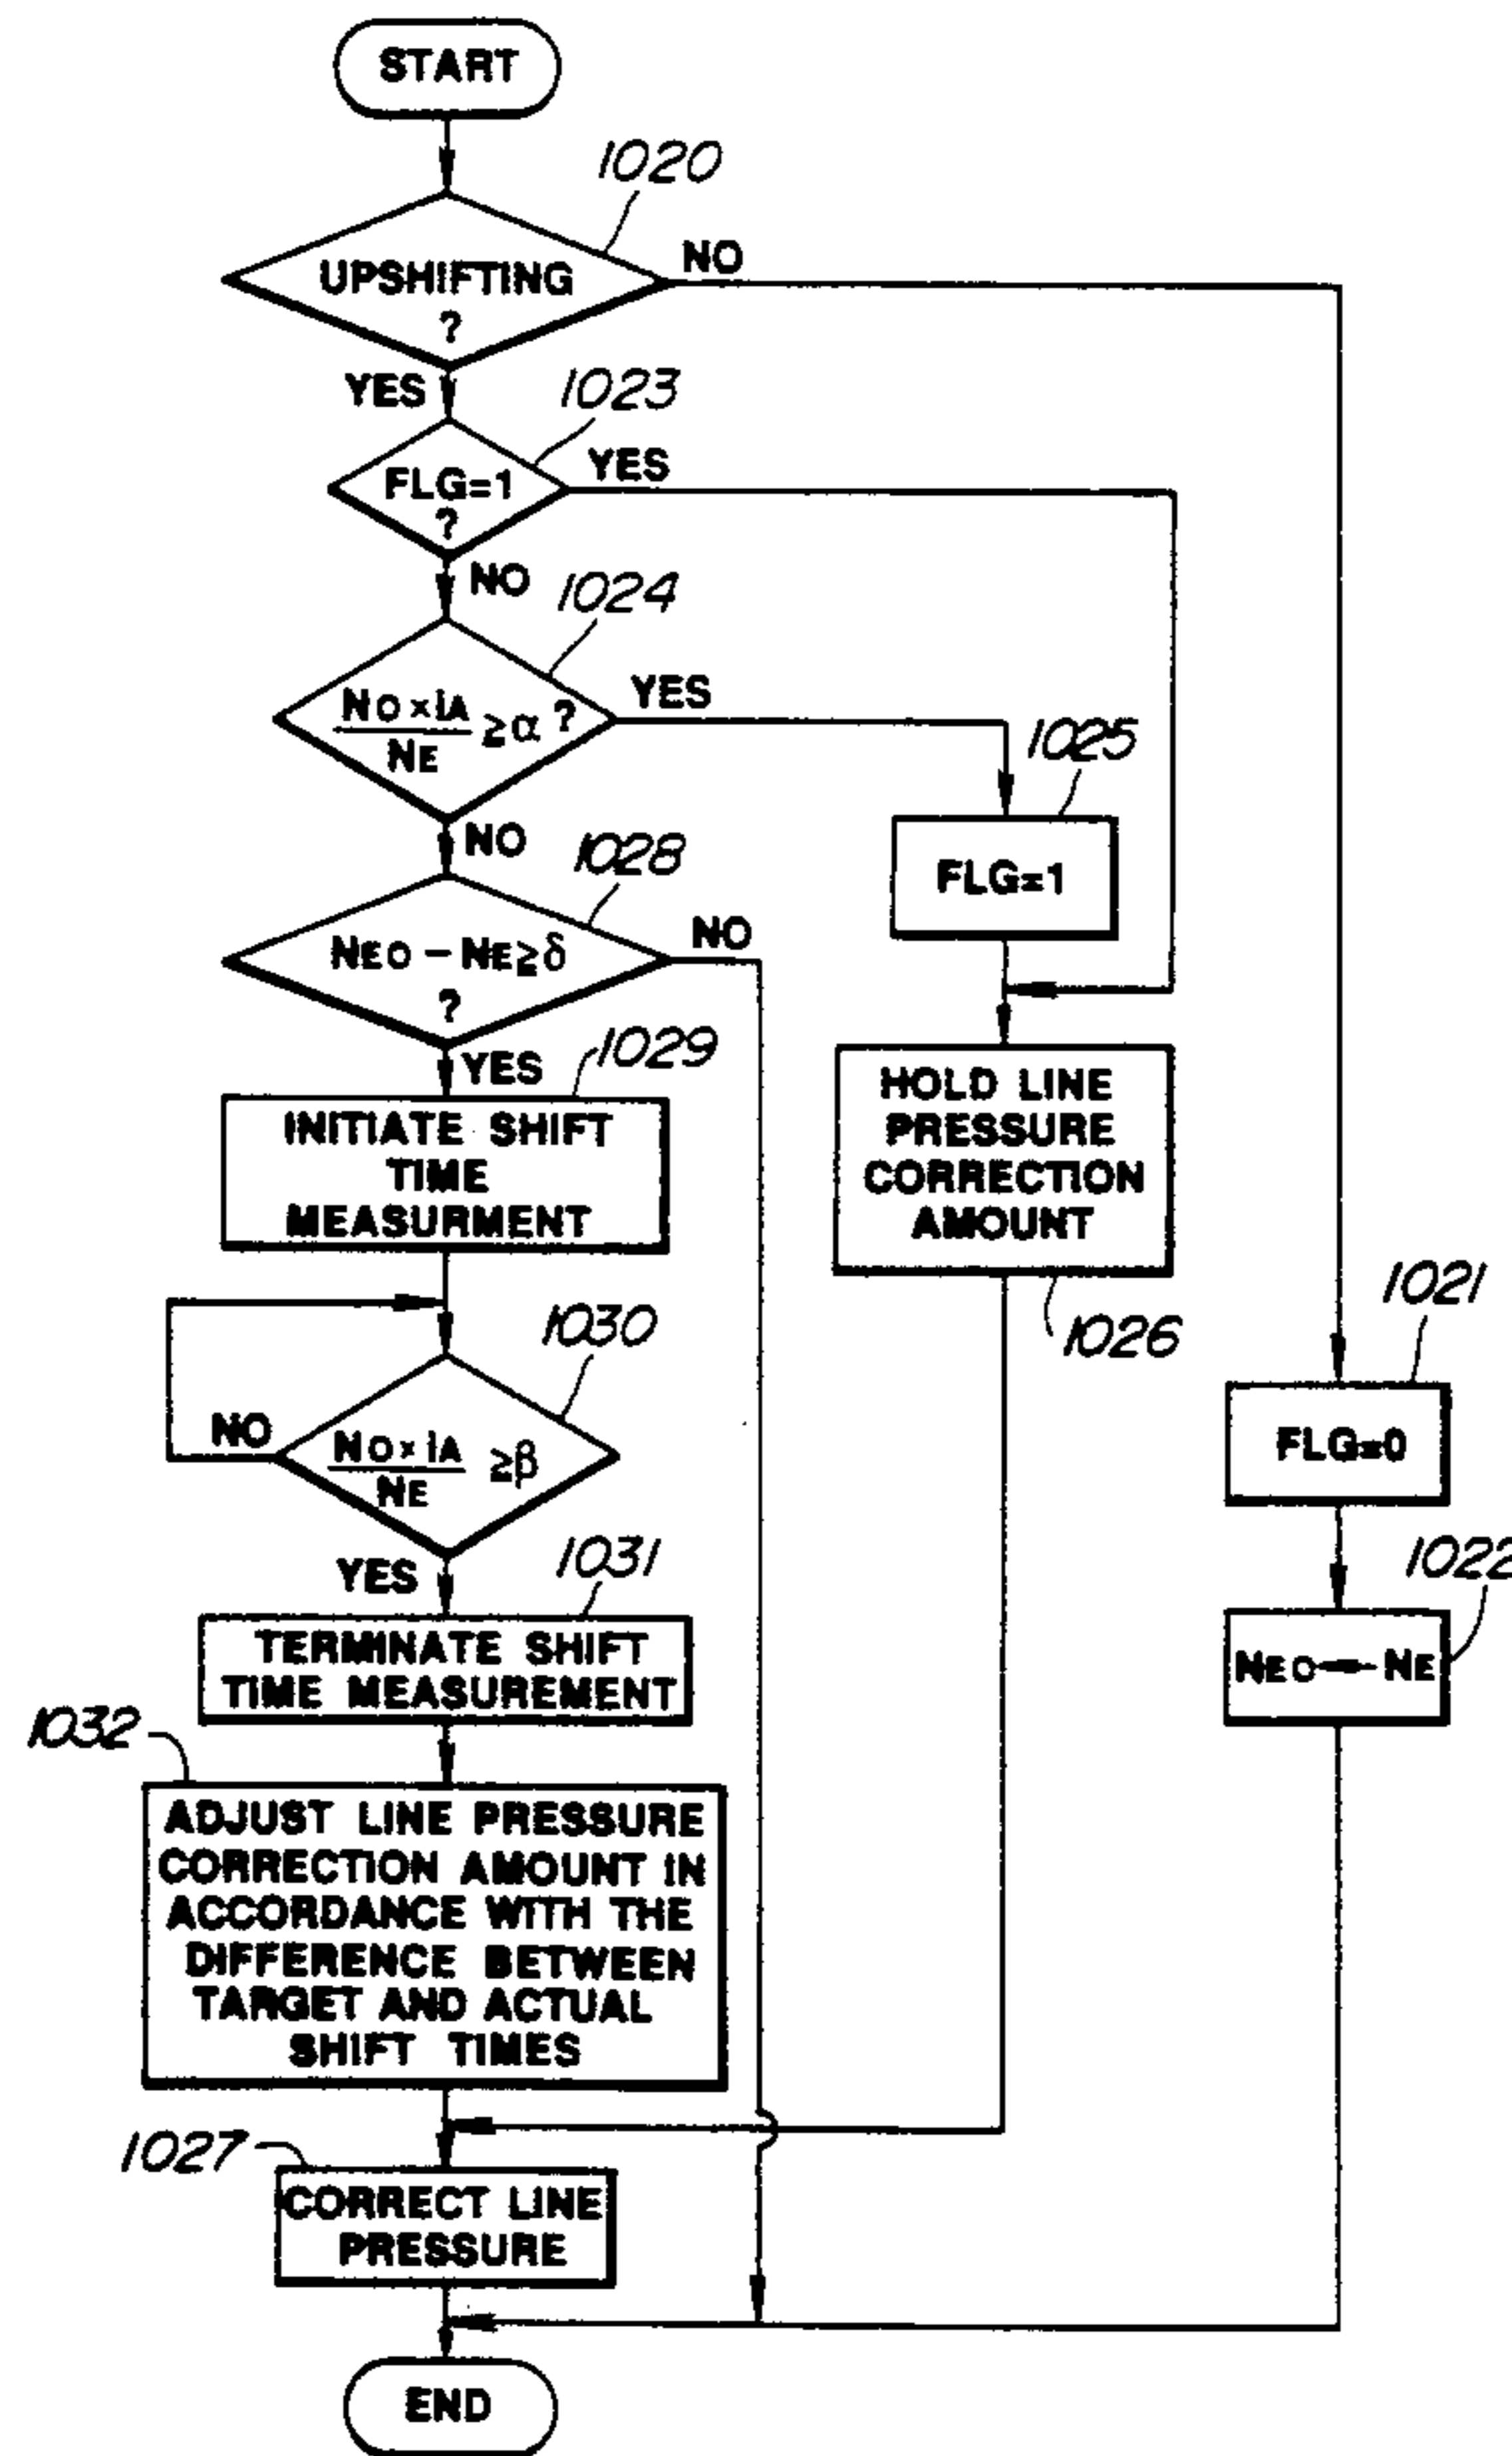 START
1020
UPSHIFTING
?
NO
YES
1023
FLG=1
?
YES
NO
1024
NO × iA
NE
≧α ?
YES
1025
FLG=1
NO
1028
NEO – NE≧δ
?
NO
YES
1029
INITIATE SHIFT
TIME
MEASURMENT
HOLD LINE
PRESSURE
CORRECTION
AMOUNT
1026
1021
FLG=0
1030
NO × iA
NE
≧β
NO
YES
1022
NEO ← NE
1031
TERMINATE SHIFT
TIME MEASUREMENT
1032
ADJUST LINE PRESSURE
CORRECTION AMOUNT IN
ACCORDANCE WITH THE
DIFFERENCE BETWEEN
TARGET AND ACTUAL
SHIFT TIMES
1027
CORRECT LINE
PRESSURE
END